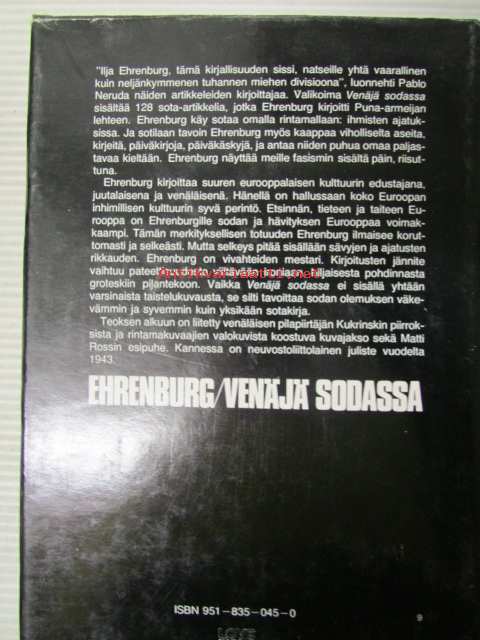 "Ilja Ehrenburg, tämä kirjallisuuden sissi, natseille yhtä vaarallinen
kuin neljänkymmenen tuhannen miehen divisioona", luonnehti Pablo
Neruda näiden artikkeleiden kirjoittajaa. Valikoima Venäjä sodassa
sisältää 128 sota-artikkelia, jotka Ehrenburg kirjoitti Puna-armeijan
lehteen. Ehrenburg käy sotaa omalla rintamallaan: ihmisten ajatuk-
sissa. Ja sotilaan tavoin Ehrenburg myös kaappaa viholliselta aseita,
kirjeitä, päiväkirjoja, päiväkäskyjä, ja antaa niiden puhua omaa paljas-
tavaa kieltään. Ehrenburg näyttää meille fasismin sisältä päin, riisut-
tuna.
Ehrenburg kirjoittaa suuren eurooppalaisen kulttuurin edustajana,
juutalaisena ja venäläisenä. Hänellä on hallussaan koko Euroopan
inhimillisen kulttuurin syvä perintö. Etsinnän, tieteen ja taiteen Eu-
rooppa on Ehrenburgille sodan ja hävityksen Eurooppaa voimak-
kaampi. Tämän merkityksellisen totuuden Ehrenburg ilmaisee korut-
tomasti ja selkeästi. Mutta selkeys pitää sisällään sävyjen ja ajatusten
rikkauden. Ehrenburg on vivahteiden mestari. Kirjoitusten jännite
vaihtuu pateettisuudesta viiltävään ironiaan, hiljaisesta pohdinnasta
groteskiin pilantekoon. Vaikka Venäjä sodassa ei sisällä yhtään
varsinaista taistelukuvausta, se silti tavoittaa sodan olemuksen väke-
vämmin ja syvemmin kuin yksikään sotakirja.
Teoksen alkuun on liitetty venäläisen pilapiirtäjän Kukrinskin piirrok-
sista ja rintamakuvaajien valokuvista koostuva kuvajakso sekä Matti
Rossin esipuhe. Kannessa on neuvostoliittolainen juliste vuodelta
1943.
EHRENBURG/VENÄJÄ SODASSA
ISBN 951-835-045-0
9
LOVE